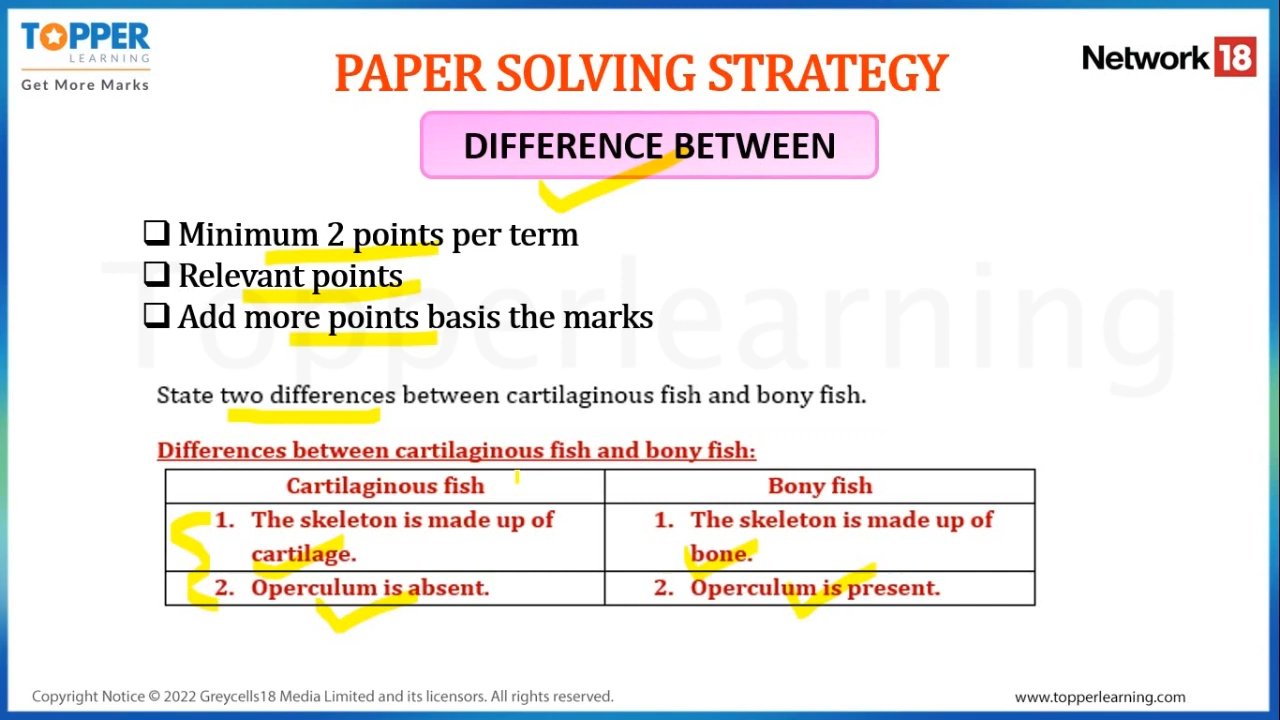 TOPPER
LEARNING
Get More Marks
Network 18
PAPER SOLVING STRATEGY
DIFFERENCE BETWEEN
❑ Minimum 2 points per term
❑ Relevant points
❑ Add more points basis the marks
Topperlearning
State two differences between cartilaginous fish and bony fish.
Differences between cartilaginous fish and bony fish:
Cartilaginous fish
Bony fish
1. The skeleton is made up of
cartilage.
1. The skeleton is made up of
bone.
2. Operculum is absent.
2. Operculum is present.
Copyright Notice © 2022 Greycells18 Media Limited and its licensors. All rights reserved.
www.topperlearning.com